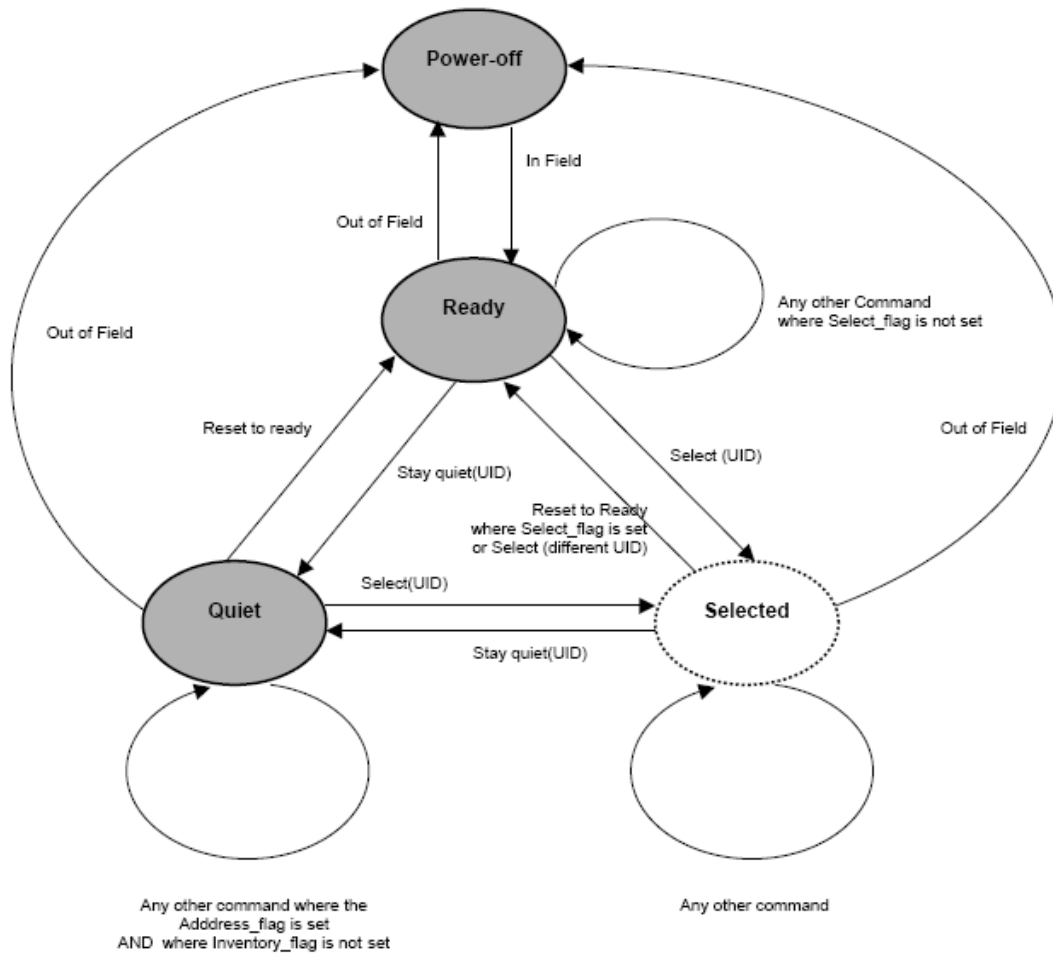 Power-off
In Field
Out of Field
Ready
Any other Command
where Select_flag is not set
Out of Field
Reset to ready
Out of Field
Select (UID)
Stay quiet(UID)
Reset to Ready
where Select_flag is set
or Select (different UID)
Select(UID)
Quiet
Selected
Stay quiet(UID)
Any other command where the
Adddress_flag is set
AND where Inventory_flag is not set
Any other command